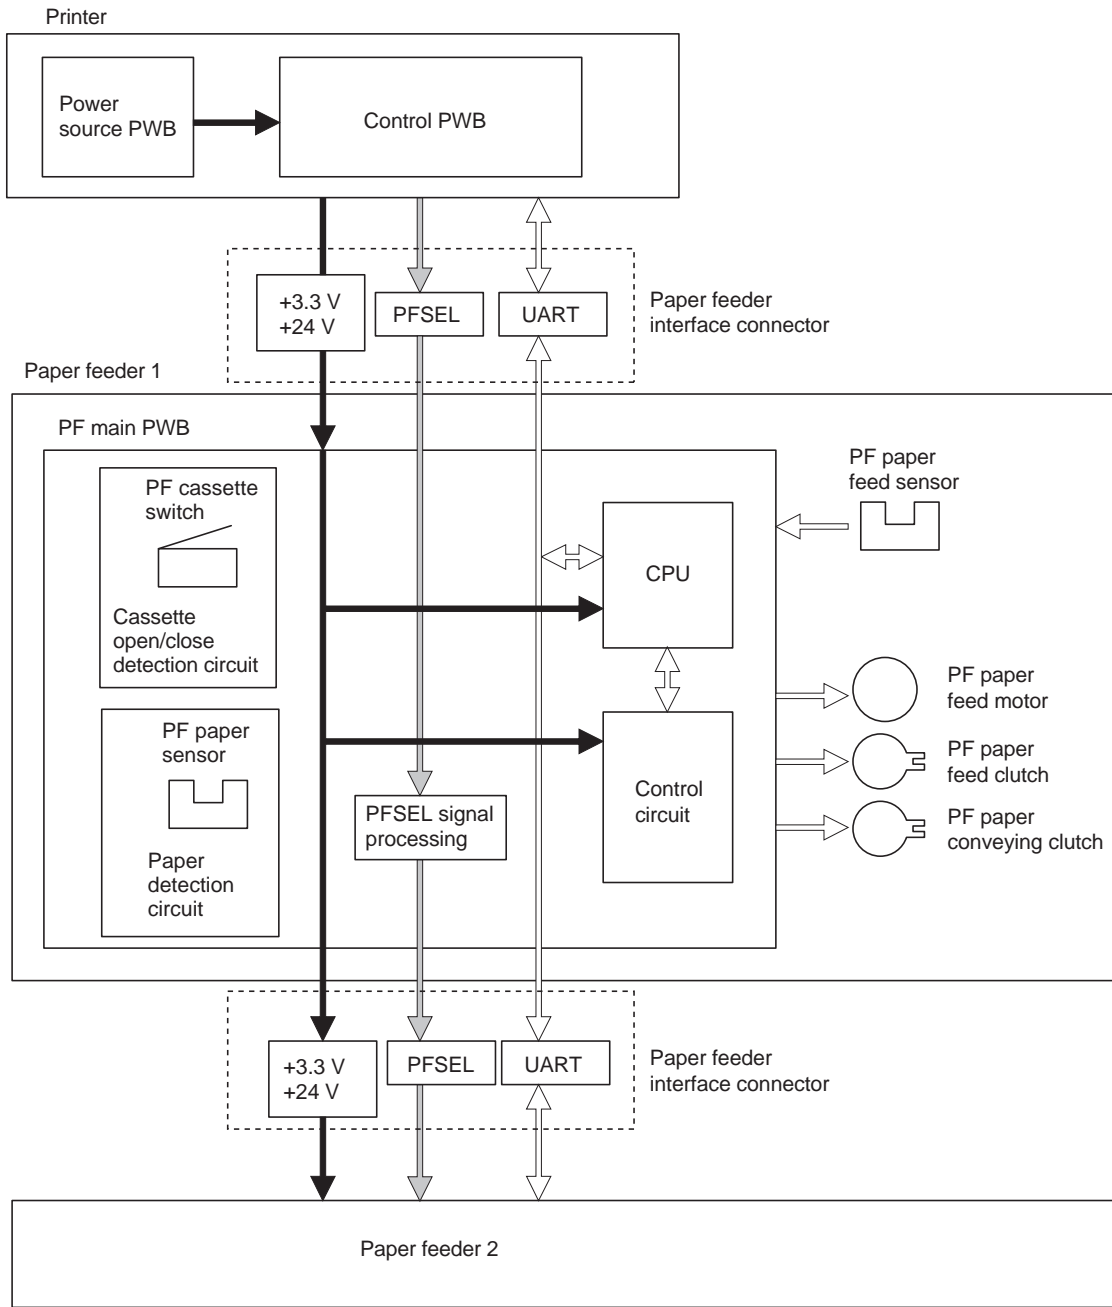 Printer
Power
source PWB
Control PWB
+3.3 V
+24 V
PFSEL
UART
Paper feeder
interface connector
Paper feeder 1
PF main PWB
PF cassette
switch
Cassette
open/close
detection circuit
PF paper
feed sensor
CPU
PF paper
sensor
Paper
detection
circuit
PFSEL signal
processing
Control
circuit
PF paper
feed motor
PF paper
feed clutch
PF paper
conveying clutch
+3.3 V
+24 V
PFSEL
UART
Paper feeder
interface connector
Paper feeder 2